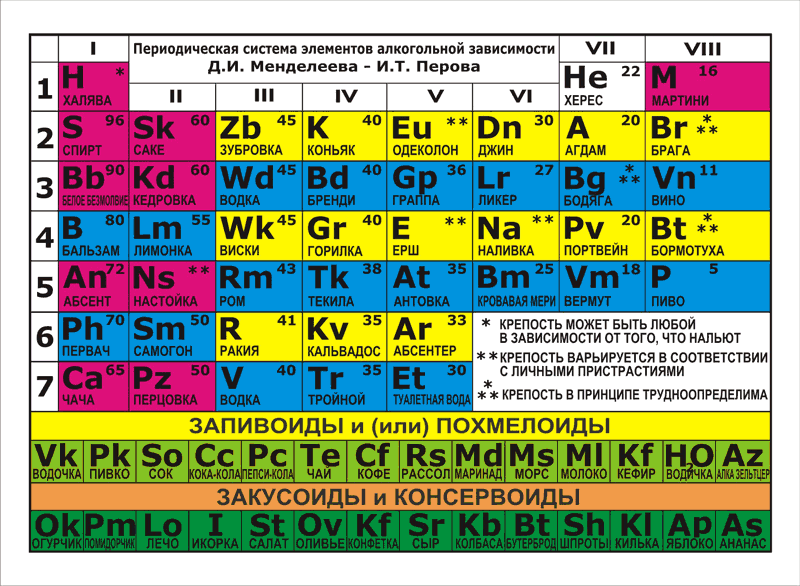 I Периодическая система элементов алкогольной зависимости VII VIII
Д.И. Менделеева - И.Т. Перова
II III IV V VI
1 H * He 22 M 16
ХАЛЯВА ХЕРЕС МАРТИНИ
2 S 96 Sk 60 Zb 45 K 40 Eu ** Dn 30 A 20 Br * **
СПИРТ САКЕ ЗУБРОВКА КОНЬЯК ОДЕКОЛОН ДЖИН АГДАМ БРАГА
3 Bb 90 Kd 60 Wd 45 Bd 40 Gp 36 Lr 27 Bg * ** Vn 11
БЕЛОЕ БЕЗМОЛВИЕ КЕДРОВКА ВОДКА БРЕНДИ ГРАППА ЛИКЕР БОДЯГА ВИНО
4 B 80 Lm 55 Wk 45 Gr 40 E ** Na ** Pv 20 Bt * **
БАЛЬЗАМ ЛИМОНКА ВИСКИ ГОРИЛКА ЕРШ НАЛИВКА ПОРТВЕЙН БОРМОТУХА
5 An 72 Ns ** Rm 43 Tk 38 At 35 Bm 25 Vm 18 P 5
АБСЕНТ НАСТОЙКА РОМ ТЕКИЛА АНТОВКА КРОВАВАЯ МЕРИ ВЕРМУТ ПИВО
6 Ph 70 Sm 50 R 41 Kv 35 Ar 33
ПЕРВАЧ САМОГОН РАКИЯ КАЛЬВАДОС АБСЕНТЕР
7 Ca 65 Pz 50 V 40 Tr 35 Et 30
ЧАЧА ПЕРЦОВКА ВОДКА ТРОЙНОЙ ТУАЛЕТНАЯ ВОДА
* КРЕПОСТЬ МОЖЕТ БЫТЬ ЛЮБОЙ
В ЗАВИСИМОСТИ ОТ ТОГО, ЧТО НАЛЬЮТ
** КРЕПОСТЬ ВАРЬИРУЕТСЯ В СООТВЕТСТВИИ
С ЛИЧНЫМИ ПРИСТРАСТИЯМИ
* ** КРЕПОСТЬ В ПРИНЦИПЕ ТРУДНООПРЕДЕЛИМА
ЗАПИВОИДЫ и (или) ПОХМЕЛОИДЫ
Vk Pk So Cc Pc Te Cf Rs Md Ms Ml Kf H2O Az
ВОДОЧКА ПИВКО СОК КОКА-КОЛА ПЕПСИ-КОЛА ЧАЙ КОФЕ РАССОЛ МАРИНАД МОРС МОЛОКО КЕФИР ВОДИЧКА АЛКА ЗЕЛЬТЦЕР
ЗАКУСОИДЫ и КОНСЕРВОИДЫ
Ok Pm Lo I St Ov Kf Sr Kb Bt Sh Kl Ap As
ОГУРЧИК ПОМИДОРЧИК ЛЕЧО ИКОРКА САЛАТ ОЛИВЬЕ КОНФЕТКА СЫР КОЛБАСА БУТЕРБРОД ШПРОТЫ КИЛЬКА ЯБЛОКО АНАНАС